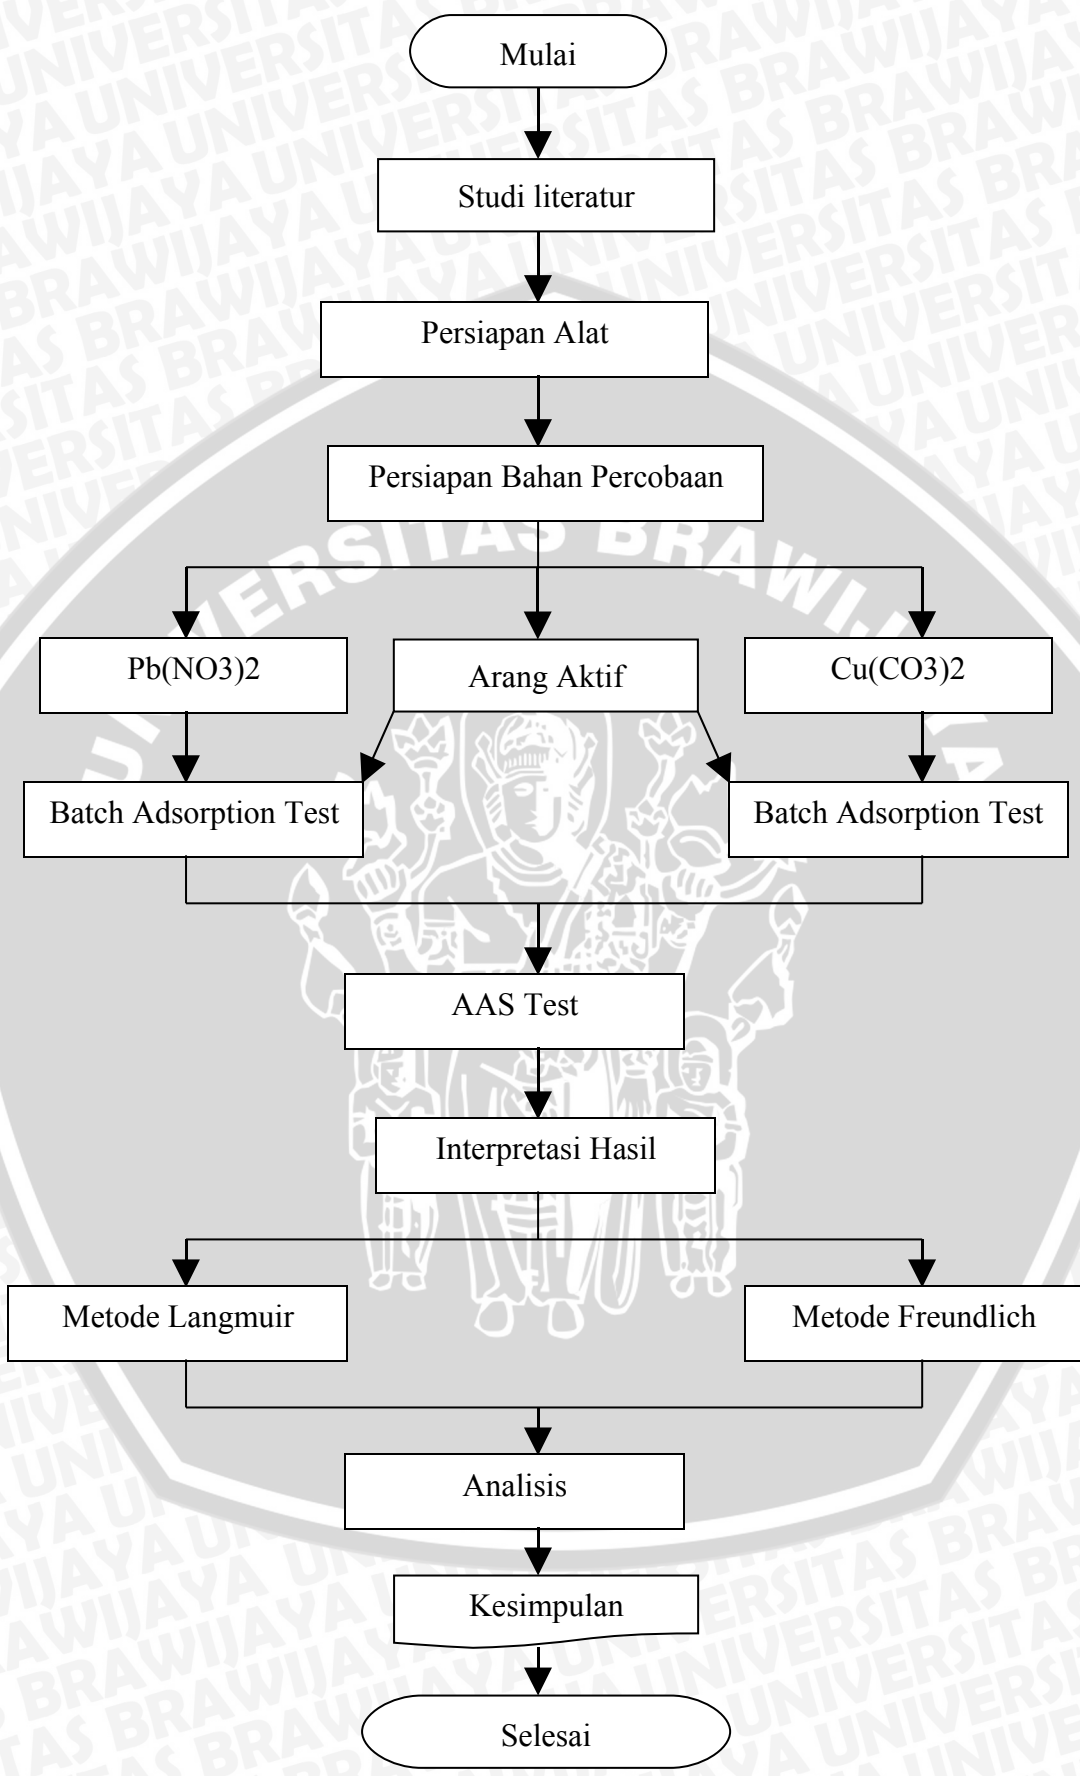 Mulai
Studi literatur
Persiapan Alat
Persiapan Bahan Percobaan
Pb(NO3)2
Arang Aktif
Cu(CO3)2
Batch Adsorption Test
Batch Adsorption Test
AAS Test
Interpretasi Hasil
Metode Langmuir
Metode Freundlich
Analisis
Kesimpulan
Selesai